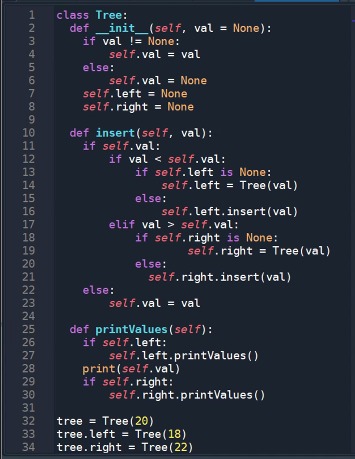 1 class Tree:
2   def __init__(self, val = None):
3     if val != None:
4         self.val = val
5     else:
6         self.val = None
7     self.left = None
8     self.right = None
9
10   def insert(self, val):
11     if self.val:
12         if val < self.val:
13             if self.left is None:
14                 self.left = Tree(val)
15             else:
16                 self.left.insert(val)
17         elif val > self.val:
18             if self.right is None:
19                     self.right = Tree(val)
20             else:
21               self.right.insert(val)
22     else:
23         self.val = val
24
25   def printValues(self):
26     if self.left:
27         self.left.printValues()
28     print(self.val)
29     if self.right:
30         self.right.printValues()
31
32 tree = Tree(20)
33 tree.left = Tree(18)
34 tree.right = Tree(22)